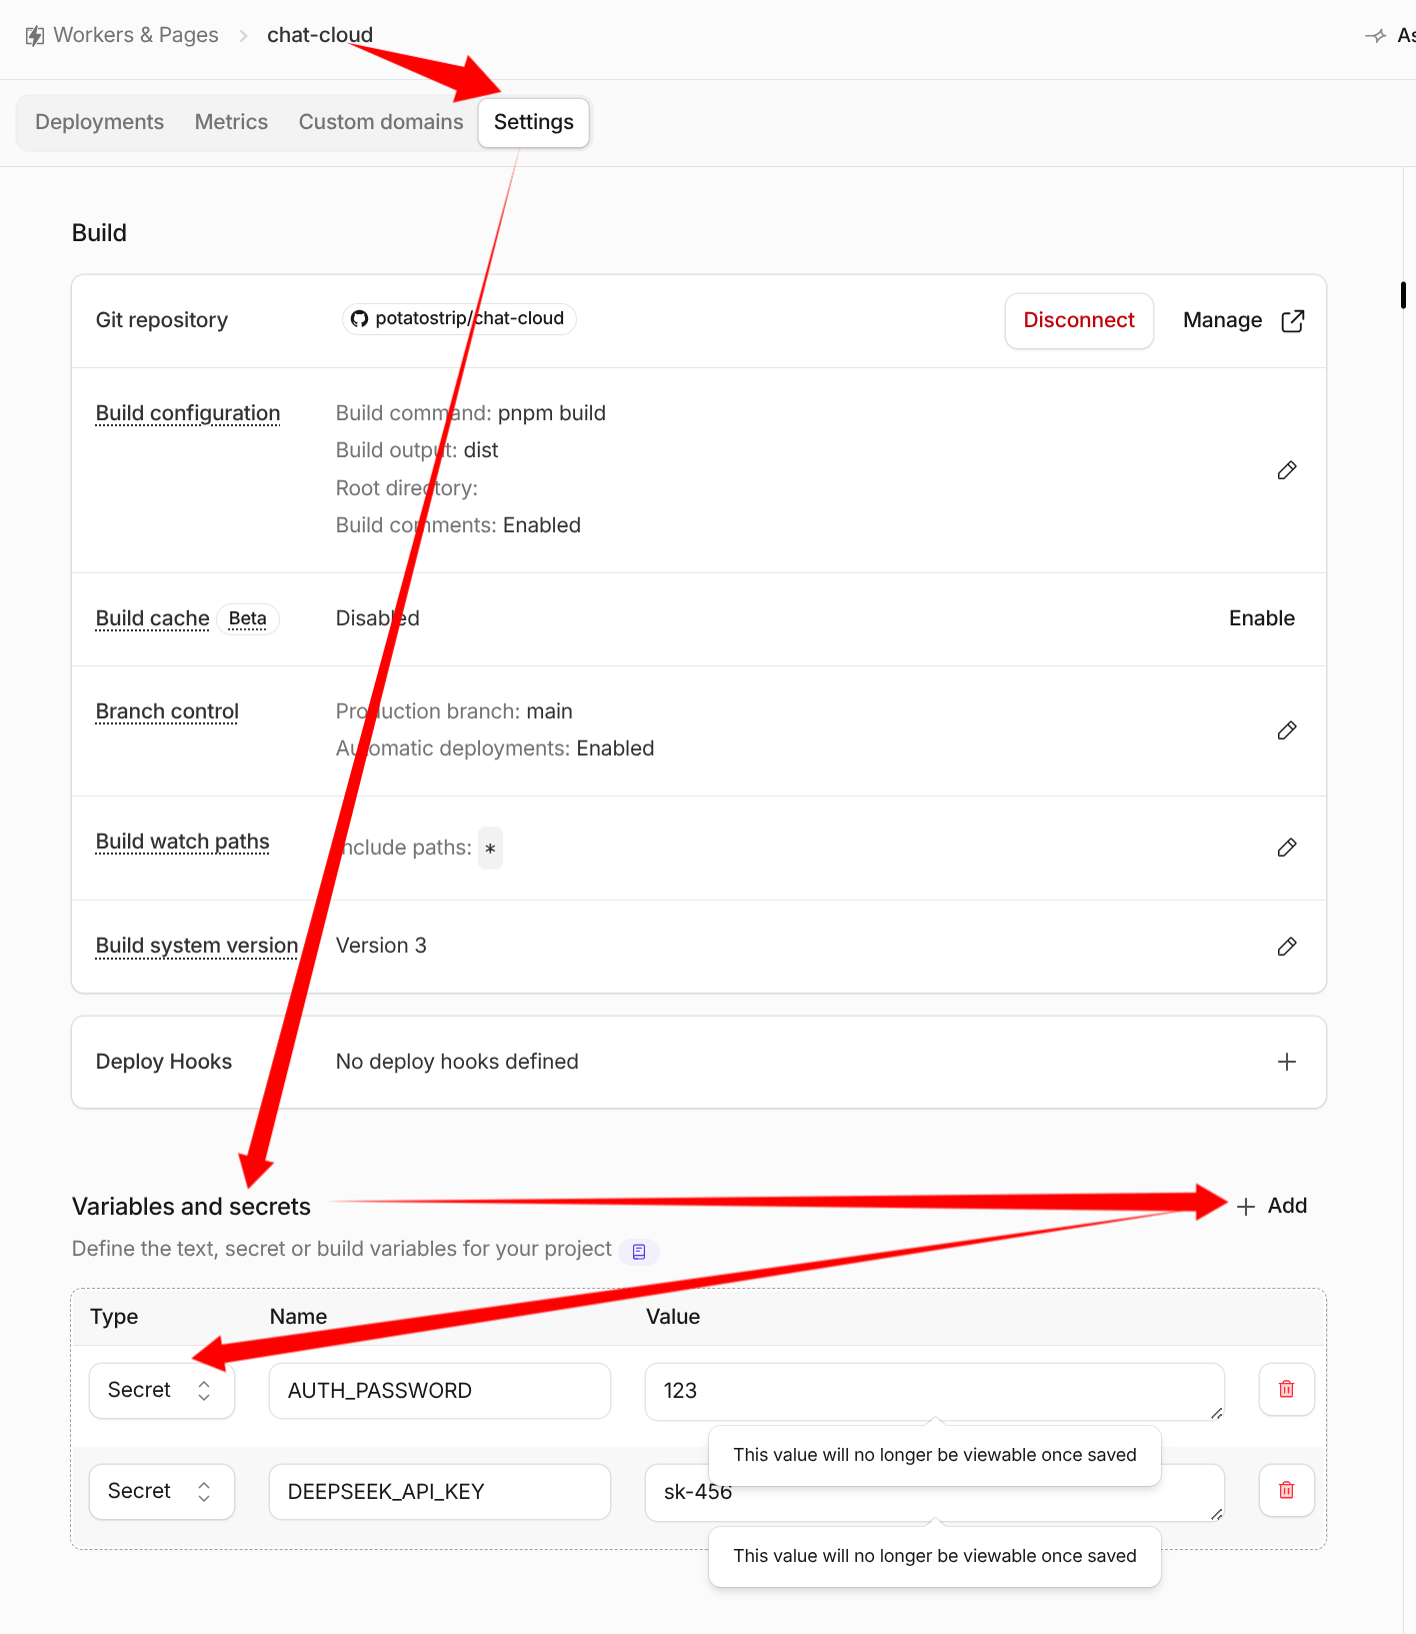 Workers & Pages > chat-cloud
Deployments Metrics Custom domains Settings
Build
Git repository potatostrip/chat-cloud Disconnect Manage
Build configuration Build command: pnpm build
Build output: dist
Root directory:
Build comments: Enabled
Build cache Beta Disabled Enable
Branch control Production branch: main
Automatic deployments: Enabled
Build watch paths Include paths: *
Build system version Version 3
Deploy Hooks No deploy hooks defined +
Variables and secrets + Add
Define the text, secret or build variables for your project
Type Name Value
Secret AUTH_PASSWORD 123
This value will no longer be viewable once saved
Secret DEEPSEEK_API_KEY sk-456
This value will no longer be viewable once saved